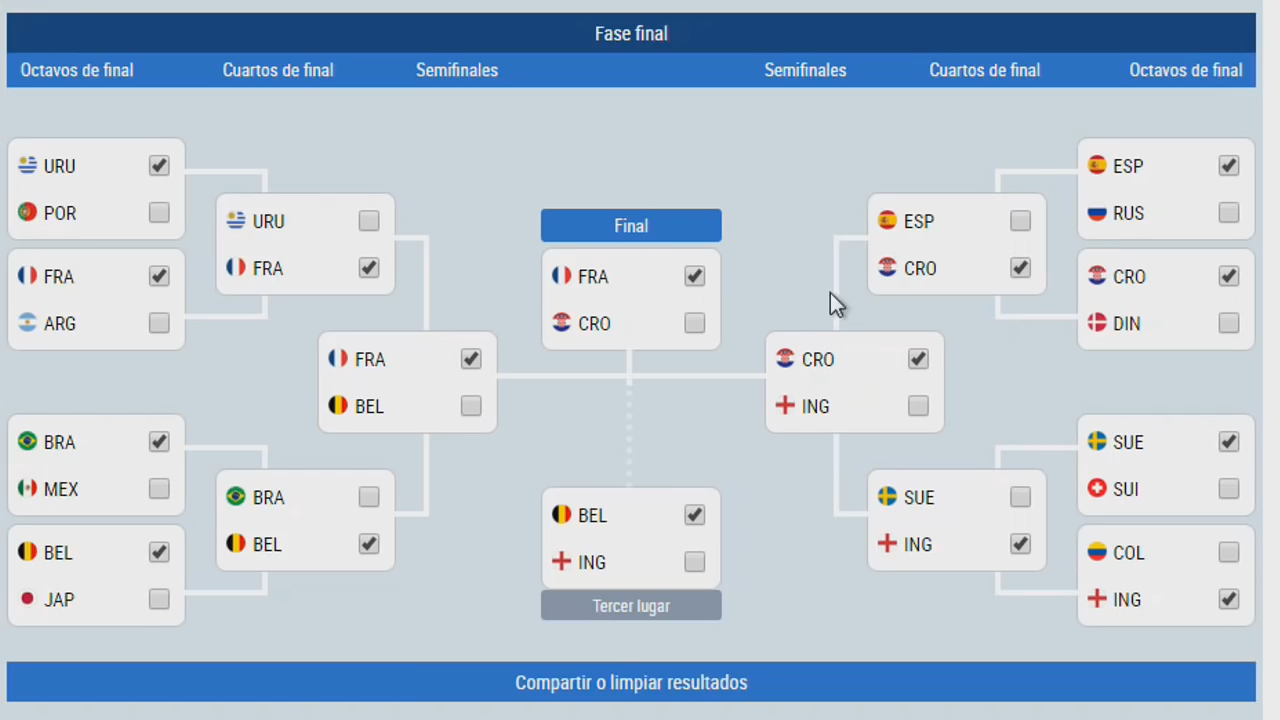 Fase final
Octavos de final
Cuartos de final
Semifinales
Semifinales
Cuartos de final
Octavos de final
URU
POR
FRA
ARG
BRA
MEX
BEL
JAP
URU
FRA
BRA
BEL
FRA
BEL
Final
FRA
CRO
BEL
ING
Tercer lugar
CRO
ING
ESP
CRO
SUE
ING
ESP
RUS
CRO
DIN
SUE
SUI
COL
ING
Compartir o limpiar resultados